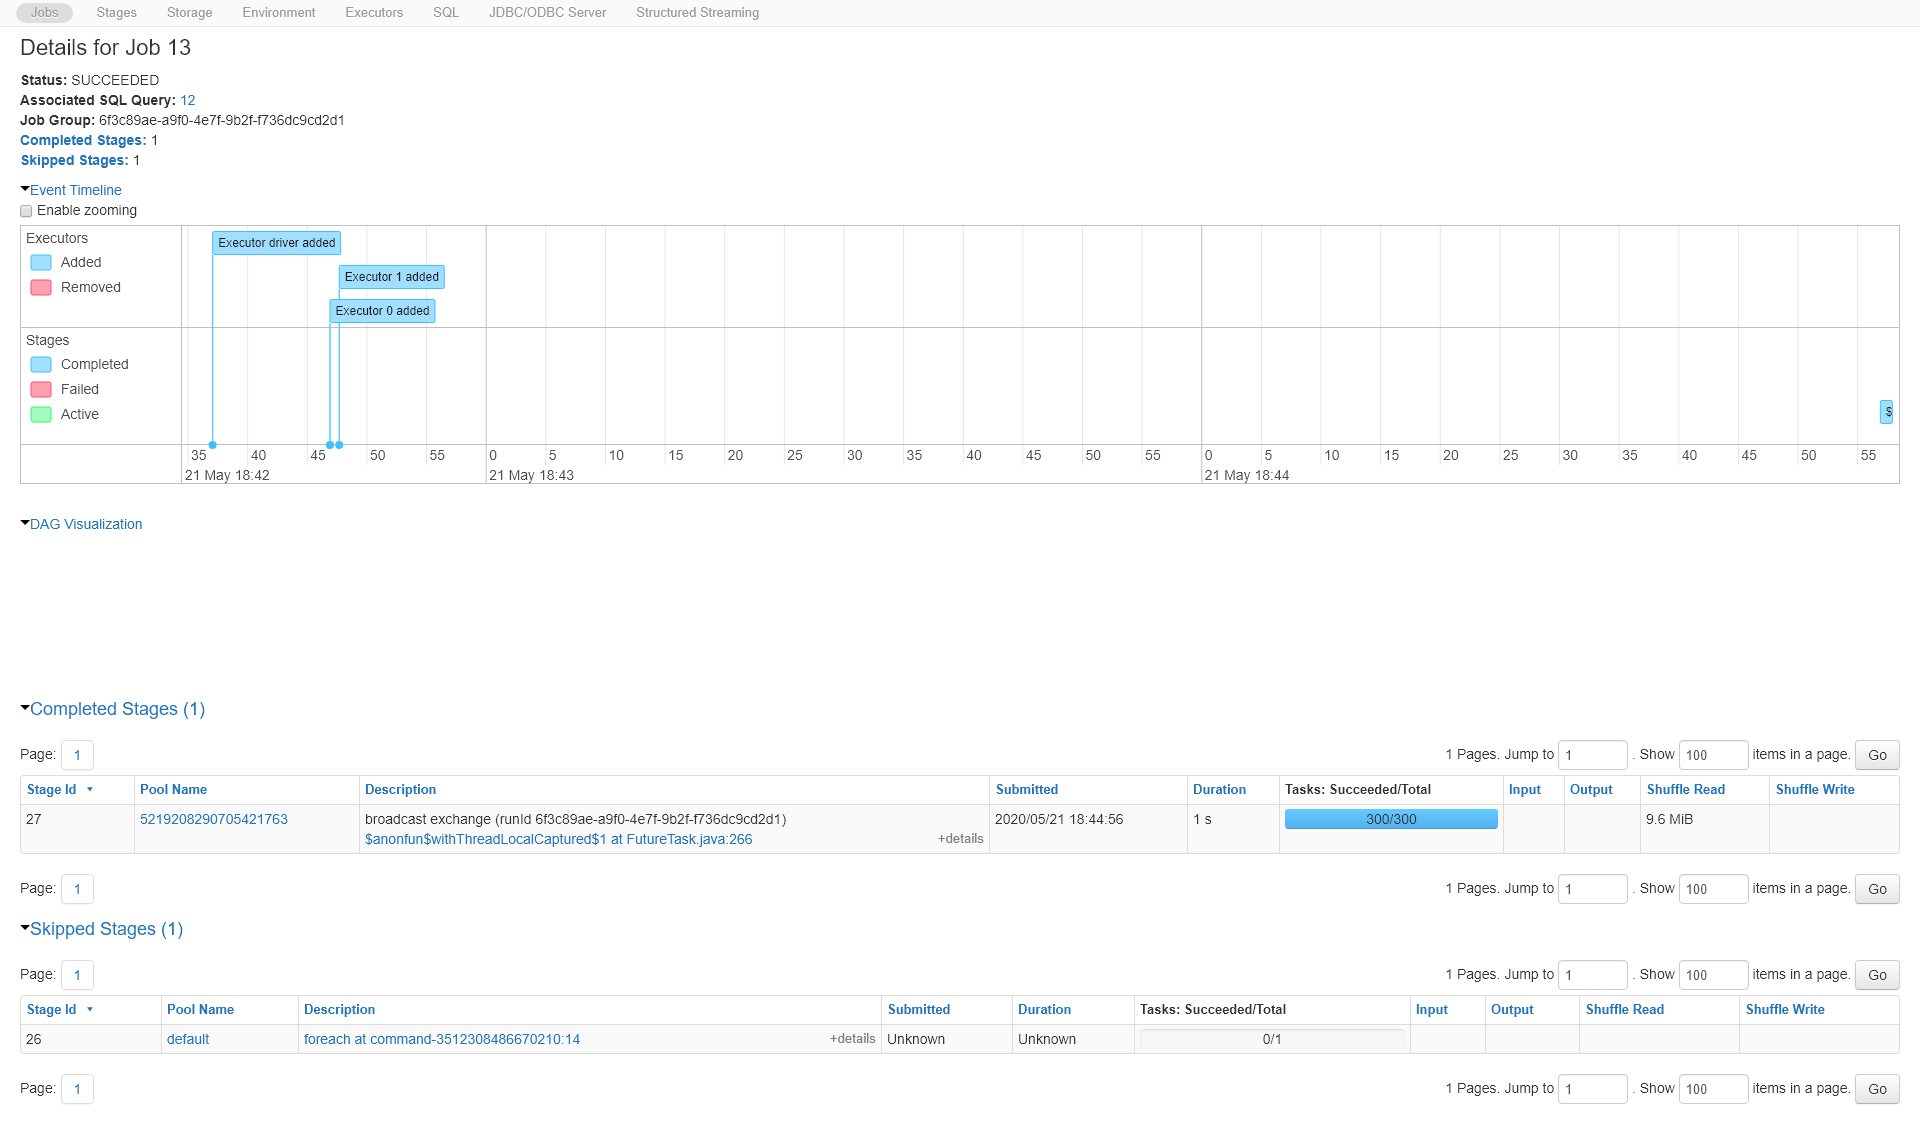 Jobs Stages Storage Environment Executors SQL JDBC/ODBC Server Structured Streaming
Details for Job 13
Status: SUCCEEDED
Associated SQL Query: 12
Job Group: 6f3c89ae-a9f0-4e7f-9b2f-f736dc9cd2d1
Completed Stages: 1
Skipped Stages: 1
Event Timeline
Enable zooming
Executors
Added
Removed
Executor driver added
Executor 1 added
Executor 0 added
Stages
Completed
Failed
Active
$
35 40 45 50 55 0 5 10 15 20 25 30 35 40 45 50 55 0 5 10 15 20 25 30 35 40 45 50 55
21 May 18:42 21 May 18:43 21 May 18:44
DAG Visualization
Completed Stages (1)
Page: 1 1 Pages. Jump to 1 . Show 100 items in a page. Go
Stage Id Pool Name Description Submitted Duration Tasks: Succeeded/Total Input Output Shuffle Read Shuffle Write
27 5219208290705421763 broadcast exchange (runId 6f3c89ae-a9f0-4e7f-9b2f-f736dc9cd2d1) 2020/05/21 18:44:56 1 s 300/300 9.6 MiB
$anonfun$withThreadLocalCaptured$1 at FutureTask.java:266 +details
Page: 1 1 Pages. Jump to 1 . Show 100 items in a page. Go
Skipped Stages (1)
Page: 1 1 Pages. Jump to 1 . Show 100 items in a page. Go
Stage Id Pool Name Description Submitted Duration Tasks: Succeeded/Total Input Output Shuffle Read Shuffle Write
26 default foreach at command-3512308486670210:14 +details Unknown Unknown 0/1
Page: 1 1 Pages. Jump to 1 . Show 100 items in a page. Go